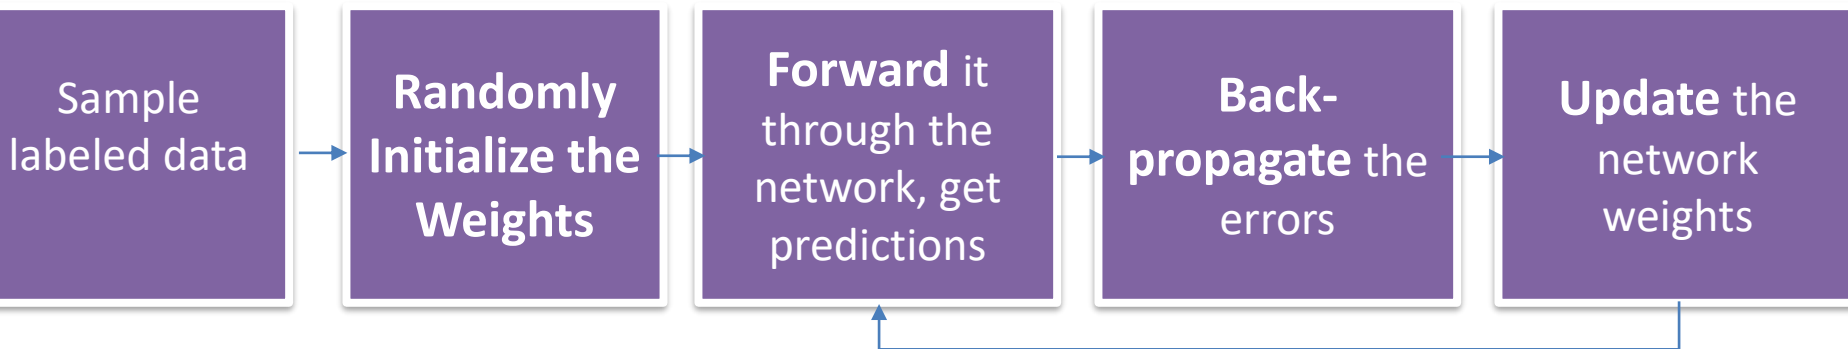 Sample
labeled data
Randomly
Initialize the
Weights
Forward it
through the
network, get
predictions
Back-
propagate the
errors
Update the
network
weights